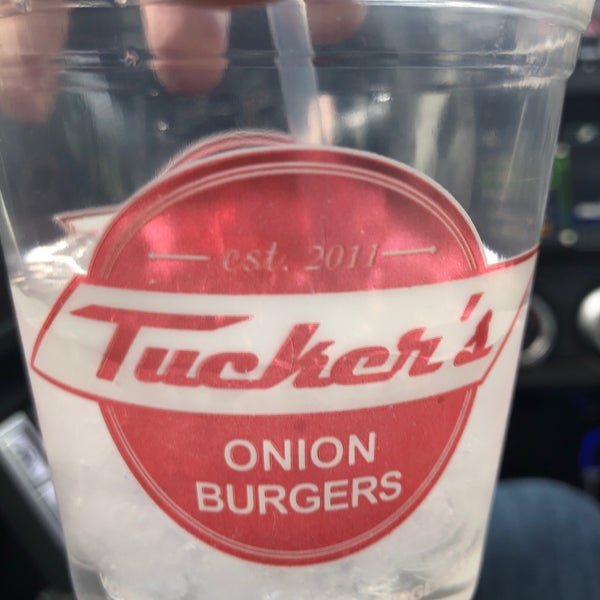 est. 2011
Tucker's
ONION
BURGERS